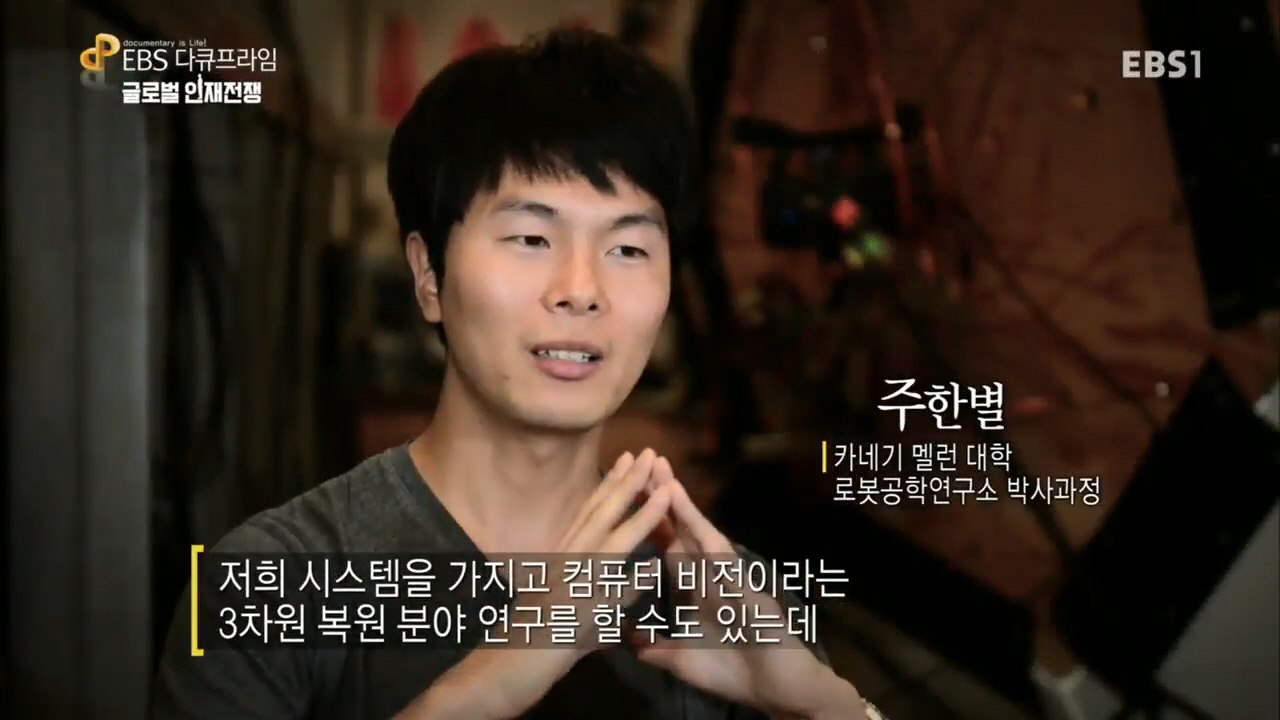 documentary is Life!
EBS 다큐프라임
글로벌 인재전쟁
EBS1
주한별
카네기 멜런 대학
로봇공학연구소 박사과정
저희 시스템을 가지고 컴퓨터 비전이라는
3차원 복원 분야 연구를 할 수도 있는데